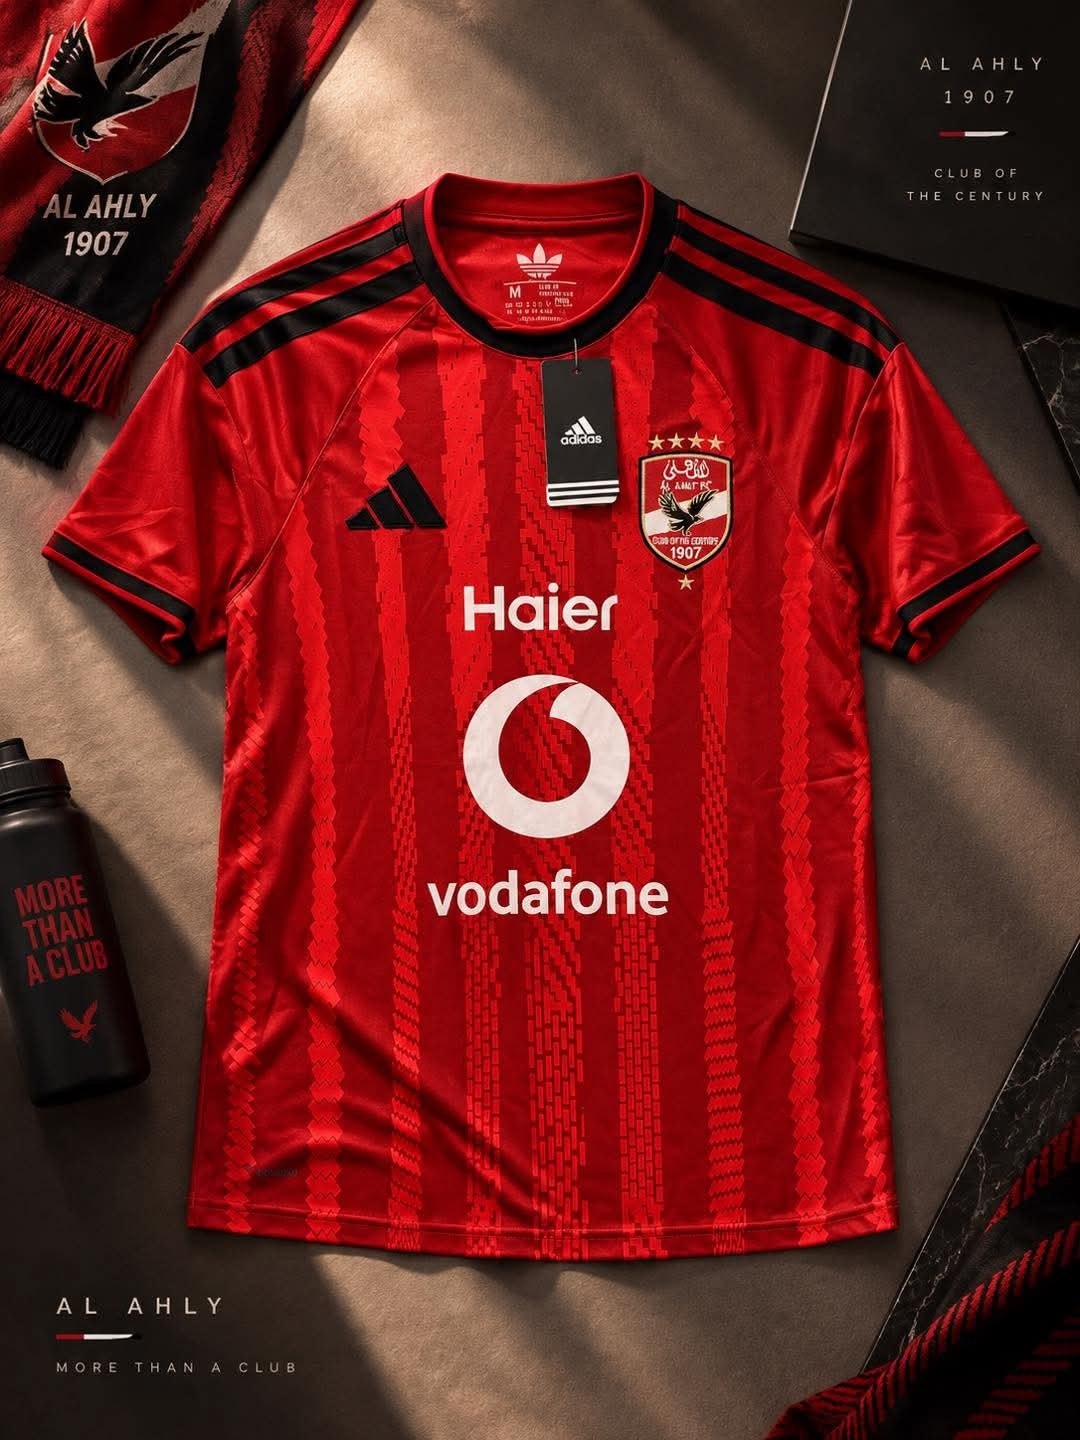 AL AHLY
1907
AL AHLY
1907
CLUB OF
THE CENTURY
M
adidas
1907
Haier
vodafone
MORE
THAN
A CLUB
AL AHLY
MORE THAN A CLUB